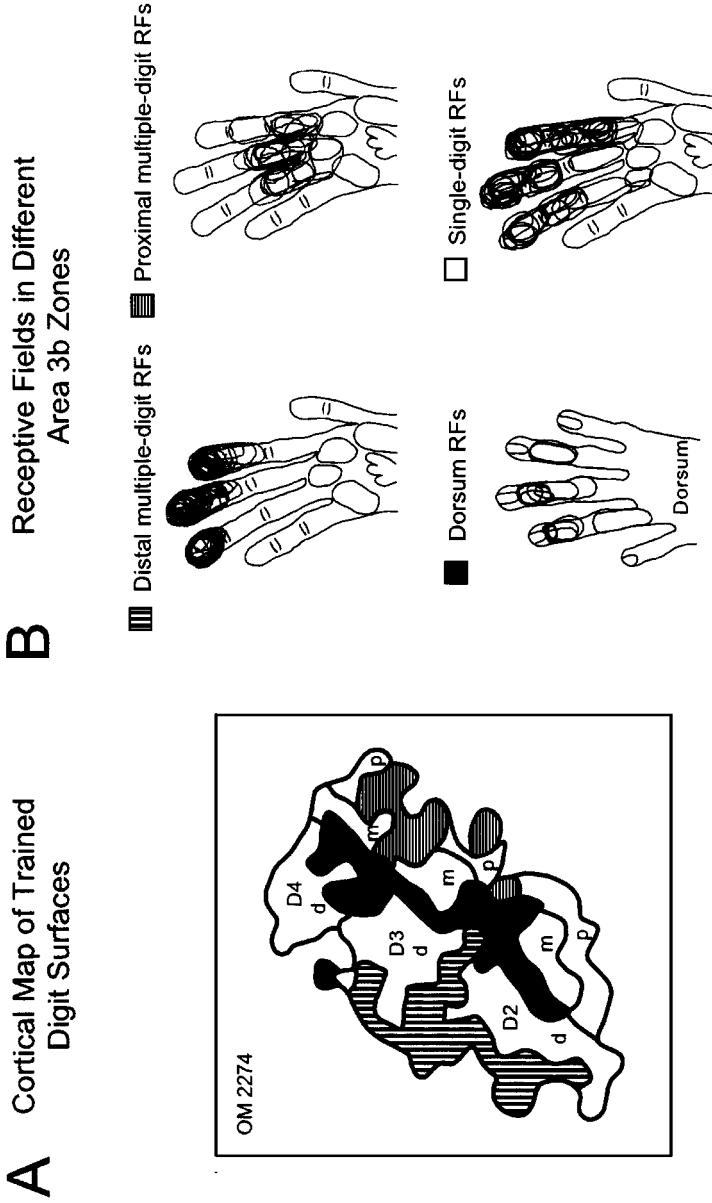 A
Cortical Map of Trained
Digit Surfaces
OM 2274
D4
d
D3
d
D2
d
m
p
m
p
m
p
B
Receptive Fields in Different
Area 3b Zones
Distal multiple-digit RFs
Proximal multiple-digit RFs
Dorsum RFs
Dorsum
Single-digit RFs